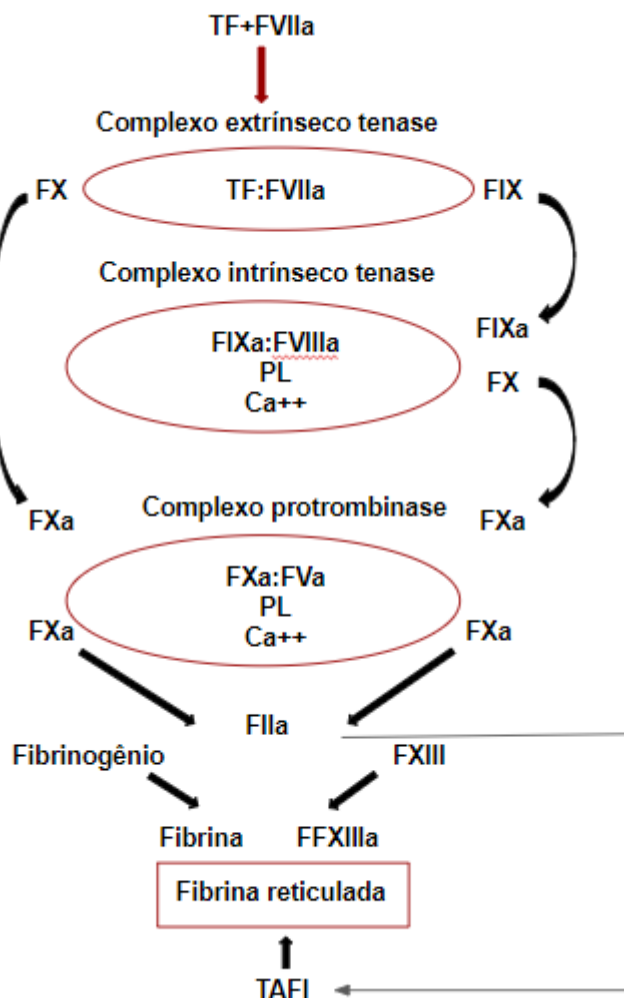 TF+FVIIa
Complexo extrínseco tenase
FX TF:FVIIa FIX
Complexo intrínseco tenase
FIXa:FVIIIa
FIXa
PL
FX
Ca++
Complexo protrombinase
FXa FXa
FXa:FVa
PL
Ca++
FXa FXa
FIIa
Fibrinogênio FXIII
Fibrina FFXIIIa
Fibrina reticulada
TAFI